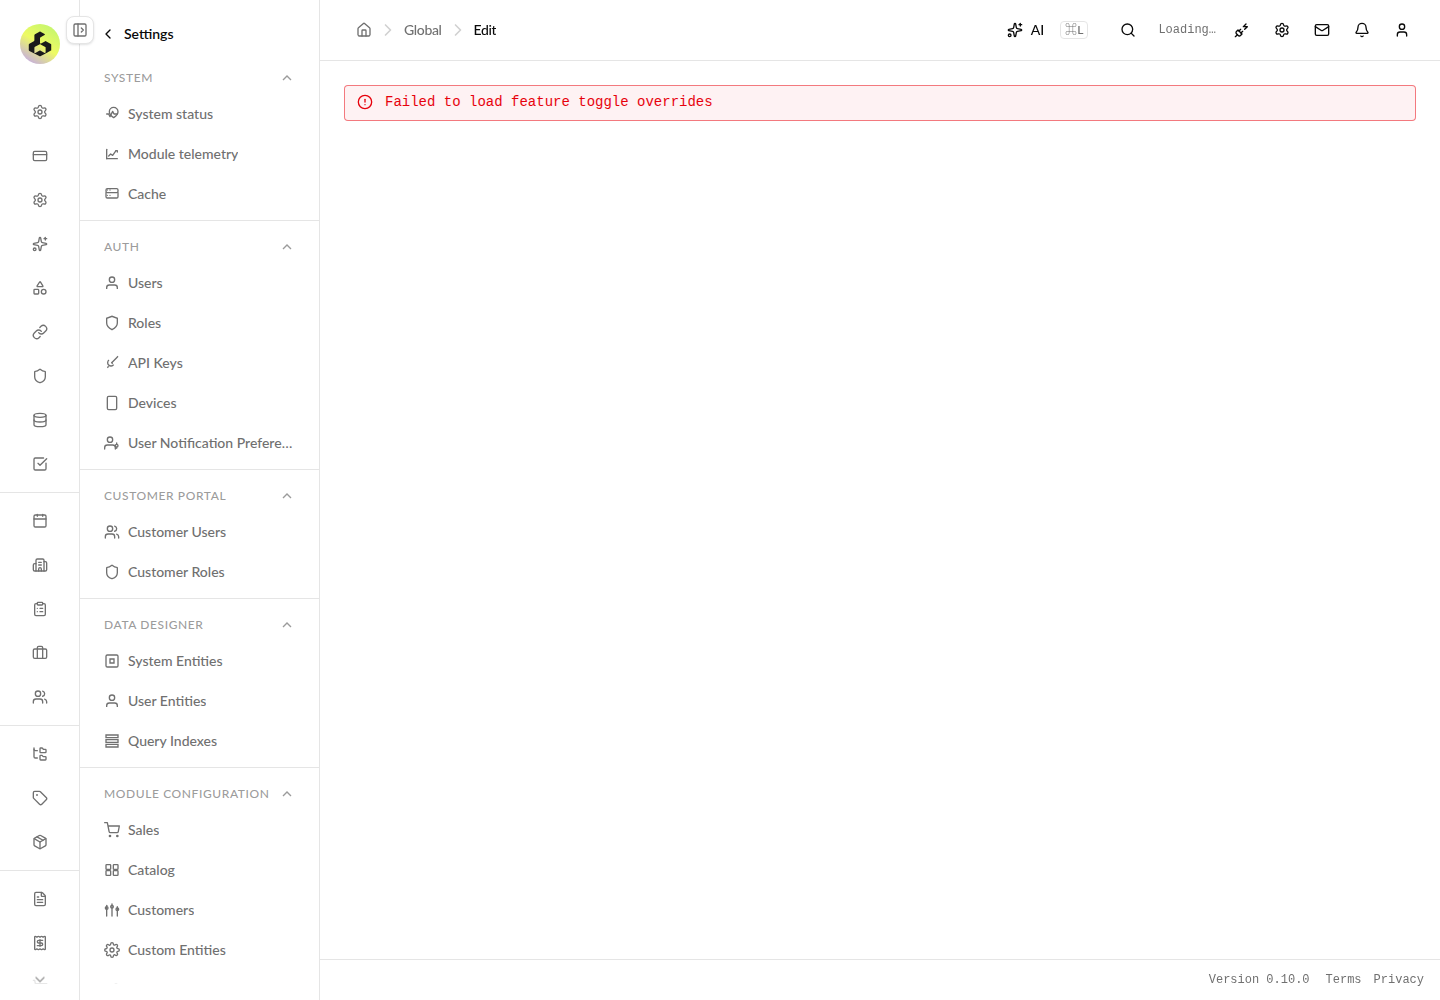 Settings
Global
Edit
AI
⌘L
Loading…
SYSTEM
System status
Module telemetry
Cache
AUTH
Users
Roles
API Keys
Devices
User Notification Prefere...
CUSTOMER PORTAL
Customer Users
Customer Roles
DATA DESIGNER
System Entities
User Entities
Query Indexes
MODULE CONFIGURATION
Sales
Catalog
Customers
Custom Entities
Failed to load feature toggle overrides
Version 0.10.0
Terms
Privacy